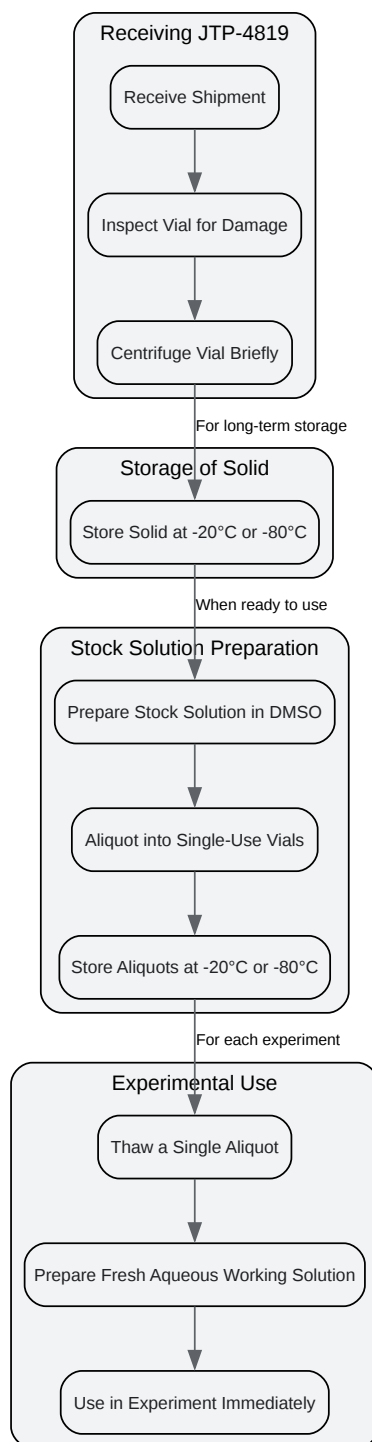 Receiving JTP-4819
Receive Shipment
Inspect Vial for Damage
Centrifuge Vial Briefly
For long-term storage
Storage of Solid
Store Solid at -20°C or -80°C
When ready to use
Stock Solution Preparation
Prepare Stock Solution in DMSO
Aliquot into Single-Use Vials
Store Aliquots at -20°C or -80°C
For each experiment
Experimental Use
Thaw a Single Aliquot
Prepare Fresh Aqueous Working Solution
Use in Experiment Immediately